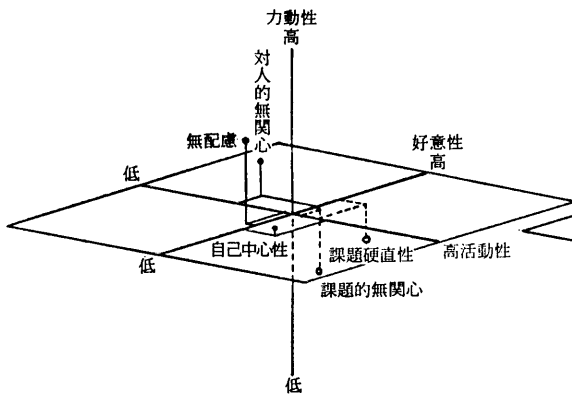 力動性
高
対人的無関心
無配慮
好意性
高
低
自己中心性
課題硬直性
高活動性
低
課題的無関心
低